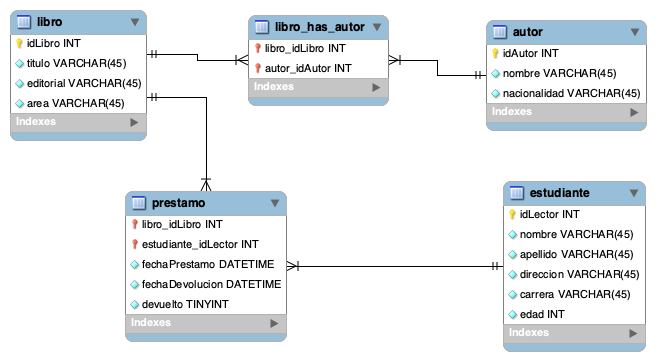 libro
idLibro INT
titulo VARCHAR(45)
editorial VARCHAR(45)
area VARCHAR(45)
Indexes
libro_has_autor
libro_idLibro INT
autor_idAutor INT
Indexes
autor
idAutor INT
nombre VARCHAR(45)
nacionalidad VARCHAR(45)
Indexes
prestamo
libro_idLibro INT
estudiante_idLector INT
fechaPrestamo DATETIME
fechaDevolucion DATETIME
devuelto TINYINT
Indexes
estudiante
idLector INT
nombre VARCHAR(45)
apellido VARCHAR(45)
direccion VARCHAR(45)
carrera VARCHAR(45)
edad INT
Indexes